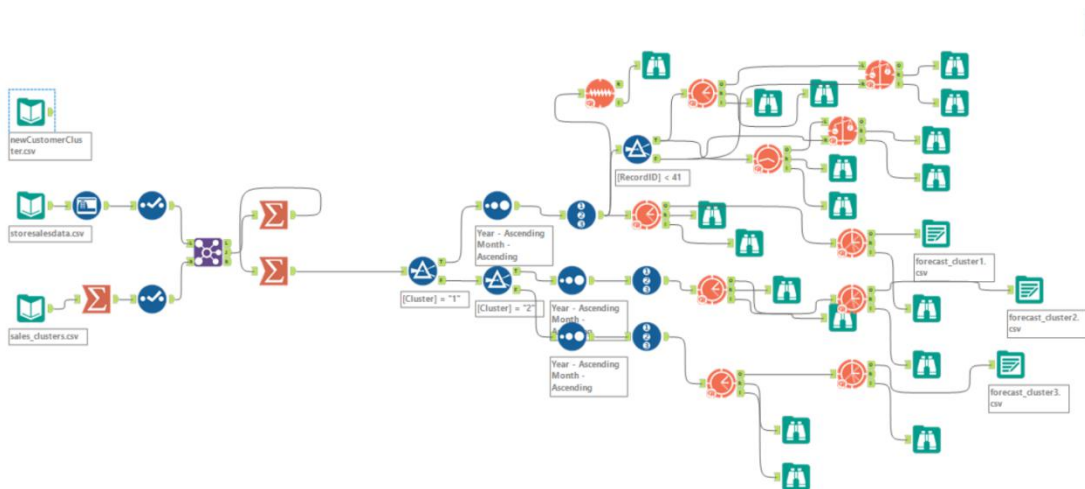 newCustomerClus
ter.csv
[RecordID] < 41
storesalesdata.csv
Year - Ascending
Month -
Ascending
forecast_cluster1.
csv
[Cluster] = "1"
[Cluster] = "2"
Year - Ascending
Month -
forecast_cluster2.
csv
sales_clusters.csv
Year - Ascending
Month -
Ascending
forecast_cluster3.
csv